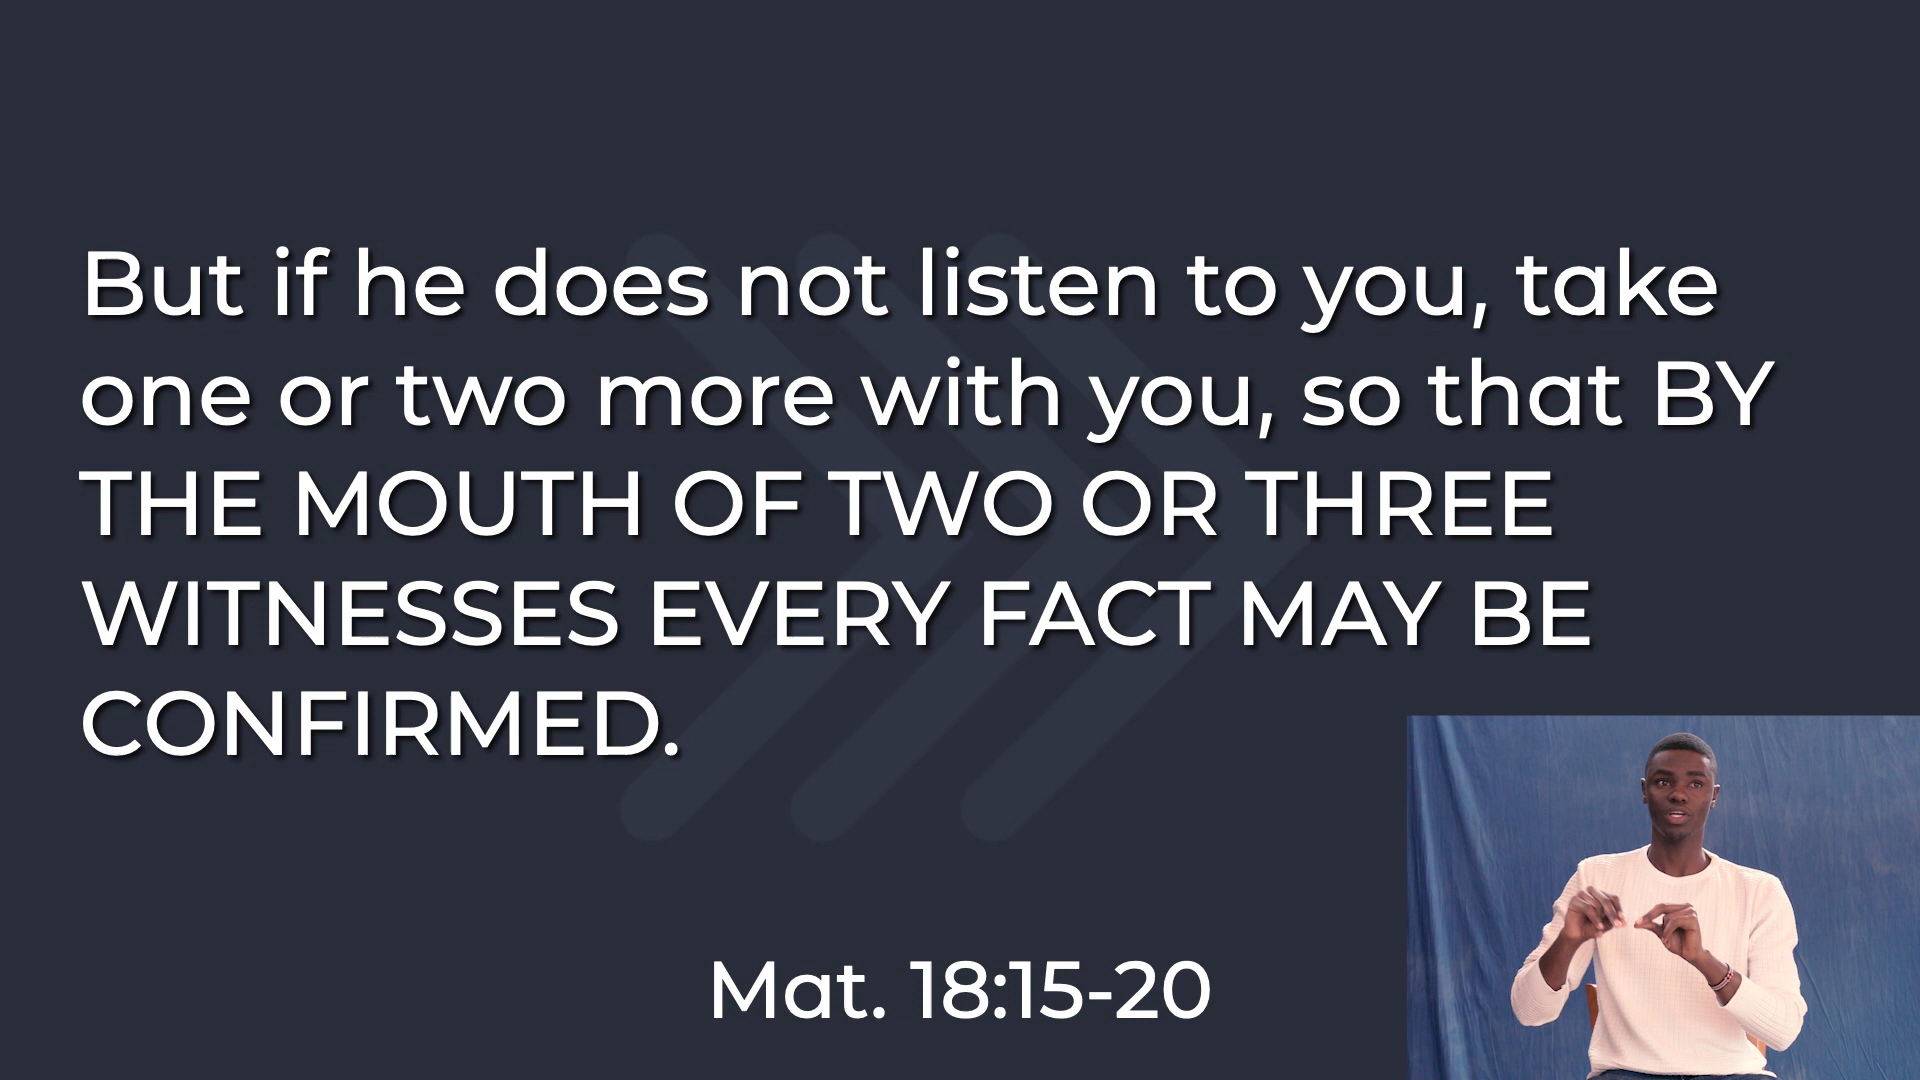 But if he does not listen to you, take
one or two more with you, so that BY
THE MOUTH OF TWO OR THREE
WITNESSES EVERY FACT MAY BE
CONFIRMED.
Mat. 18:15-20